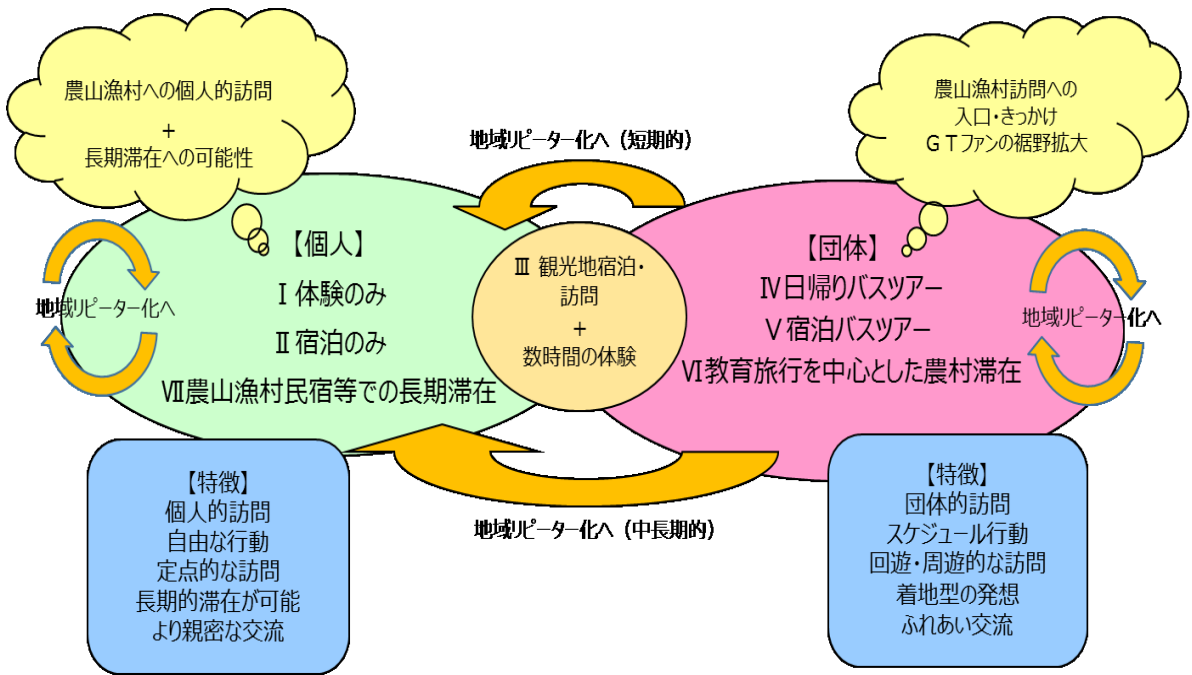 農山漁村への個人的訪問
+
長期滞在への可能性
農山漁村訪問への
入口・きっかけ
GTファンの裾野拡大
地域リピーター化へ（短期的）
【個人】
Ⅰ体験のみ
Ⅱ宿泊のみ
Ⅶ農山漁村民宿等での長期滞在
地域リピーター化へ
Ⅲ 観光地宿泊・
訪問
+
数時間の体験
【団体】
Ⅳ日帰りバスツアー
Ⅴ宿泊バスツアー
Ⅵ教育旅行を中心とした農村滞在
地域リピーター化へ
地域リピーター化へ（中長期的）
【特徴】
個人的訪問
自由な行動
定点的な訪問
長期的滞在が可能
より親密な交流
【特徴】
団体的訪問
スケジュール行動
回遊・周遊的な訪問
着地型の発想
ふれあい交流